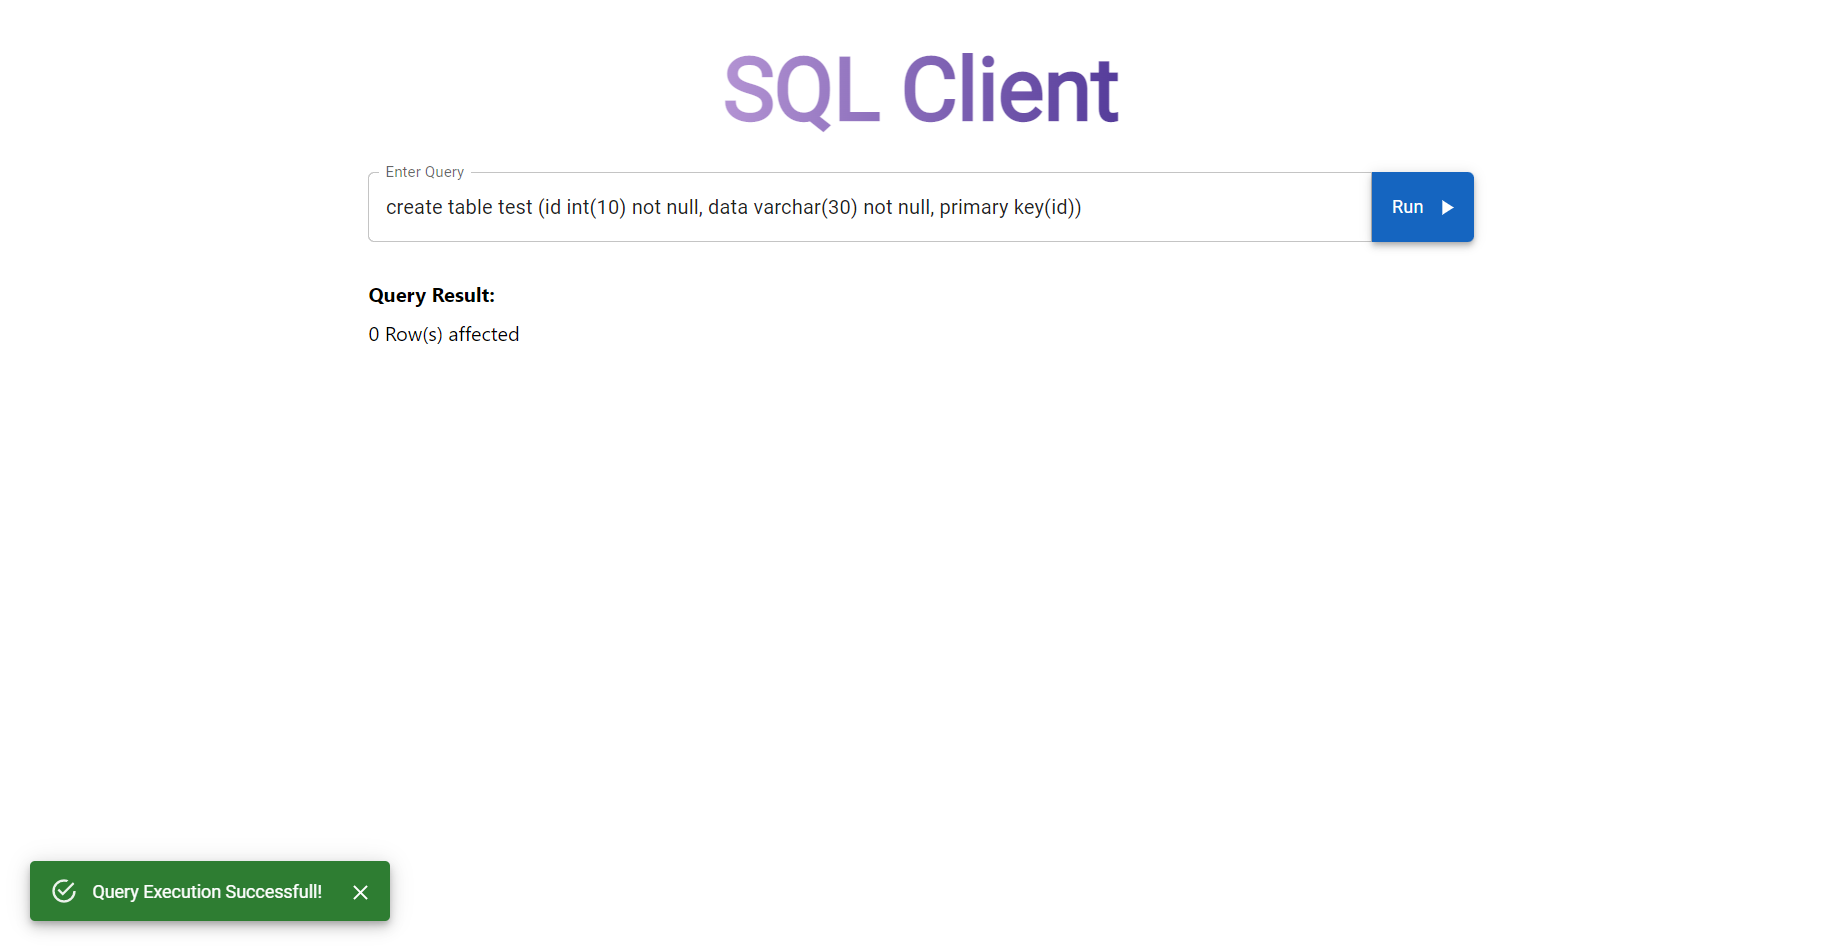 SQL Client
Enter Query
create table test (id int(10) not null, data varchar(30) not null, primary key(id))
Run
Query Result:
0 Row(s) affected
Query Execution Successfull!